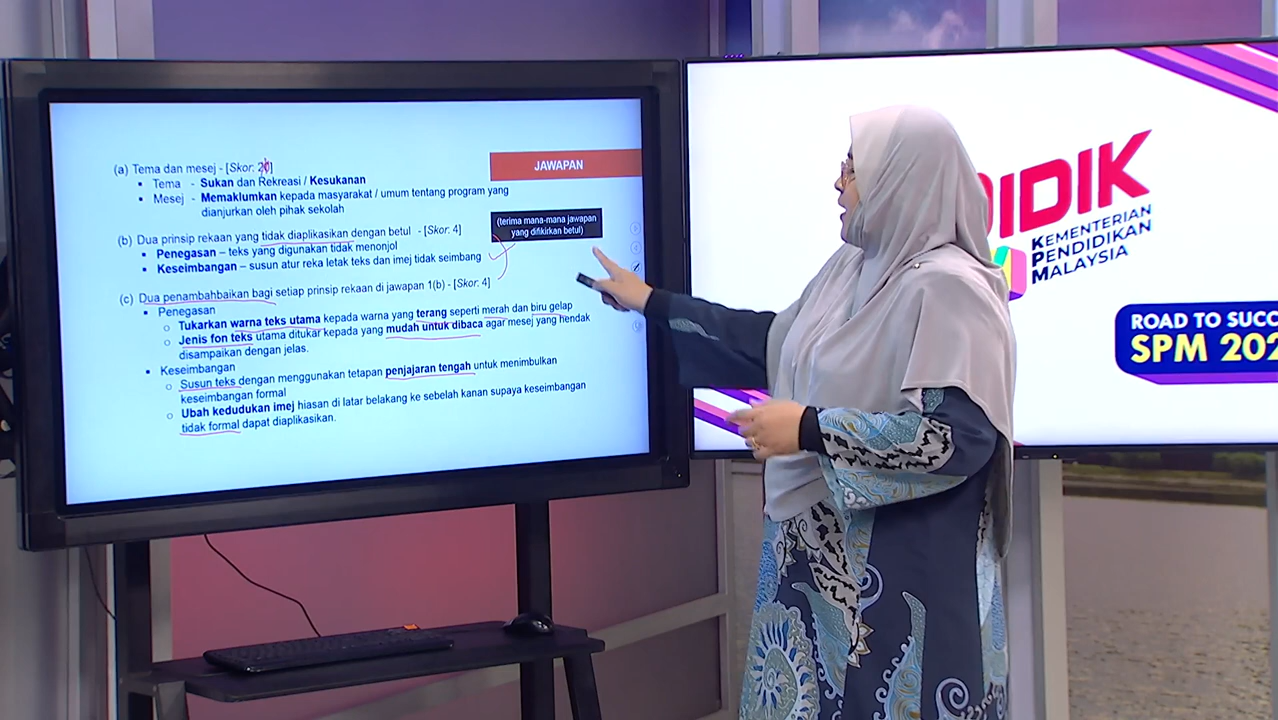 (a) Tema dan mesej - [Skor: 2]
▪ Tema - Sukan dan Rekreasi / Kesukanan
▪ Mesej - Memaklumkan kepada masyarakat / umum tentang program yang
dianjurkan oleh pihak sekolah
JAWAPAN
(b) Dua prinsip rekaan yang tidak diaplikasikan dengan betul - [Skor: 4]
▪ Penegasan – teks yang digunakan tidak menonjol
▪ Keseimbangan – susun atur reka letak teks dan imej tidak seimbang
(terima mana-mana jawapan
yang difikirkan betul)
(c) Dua penambahbaikan bagi setiap prinsip rekaan di jawapan 1(b) - [Skor: 4]
▪ Penegasan
o Tukarkan warna teks utama kepada warna yang terang seperti merah dan biru gelap
o Jenis fon teks utama ditukar kepada yang mudah untuk dibaca agar mesej yang hendak
disampaikan dengan jelas.
▪ Keseimbangan
o Susun teks dengan menggunakan tetapan penjajaran tengah untuk menimbulkan
keseimbangan formal
o Ubah kedudukan imej hiasan di latar belakang ke sebelah kanan supaya keseimbangan
tidak formal dapat diaplikasikan.
DIDIK
KEMENTERIAN
PENDIDIKAN
MALAYSIA
ROAD TO SUCC
SPM 202